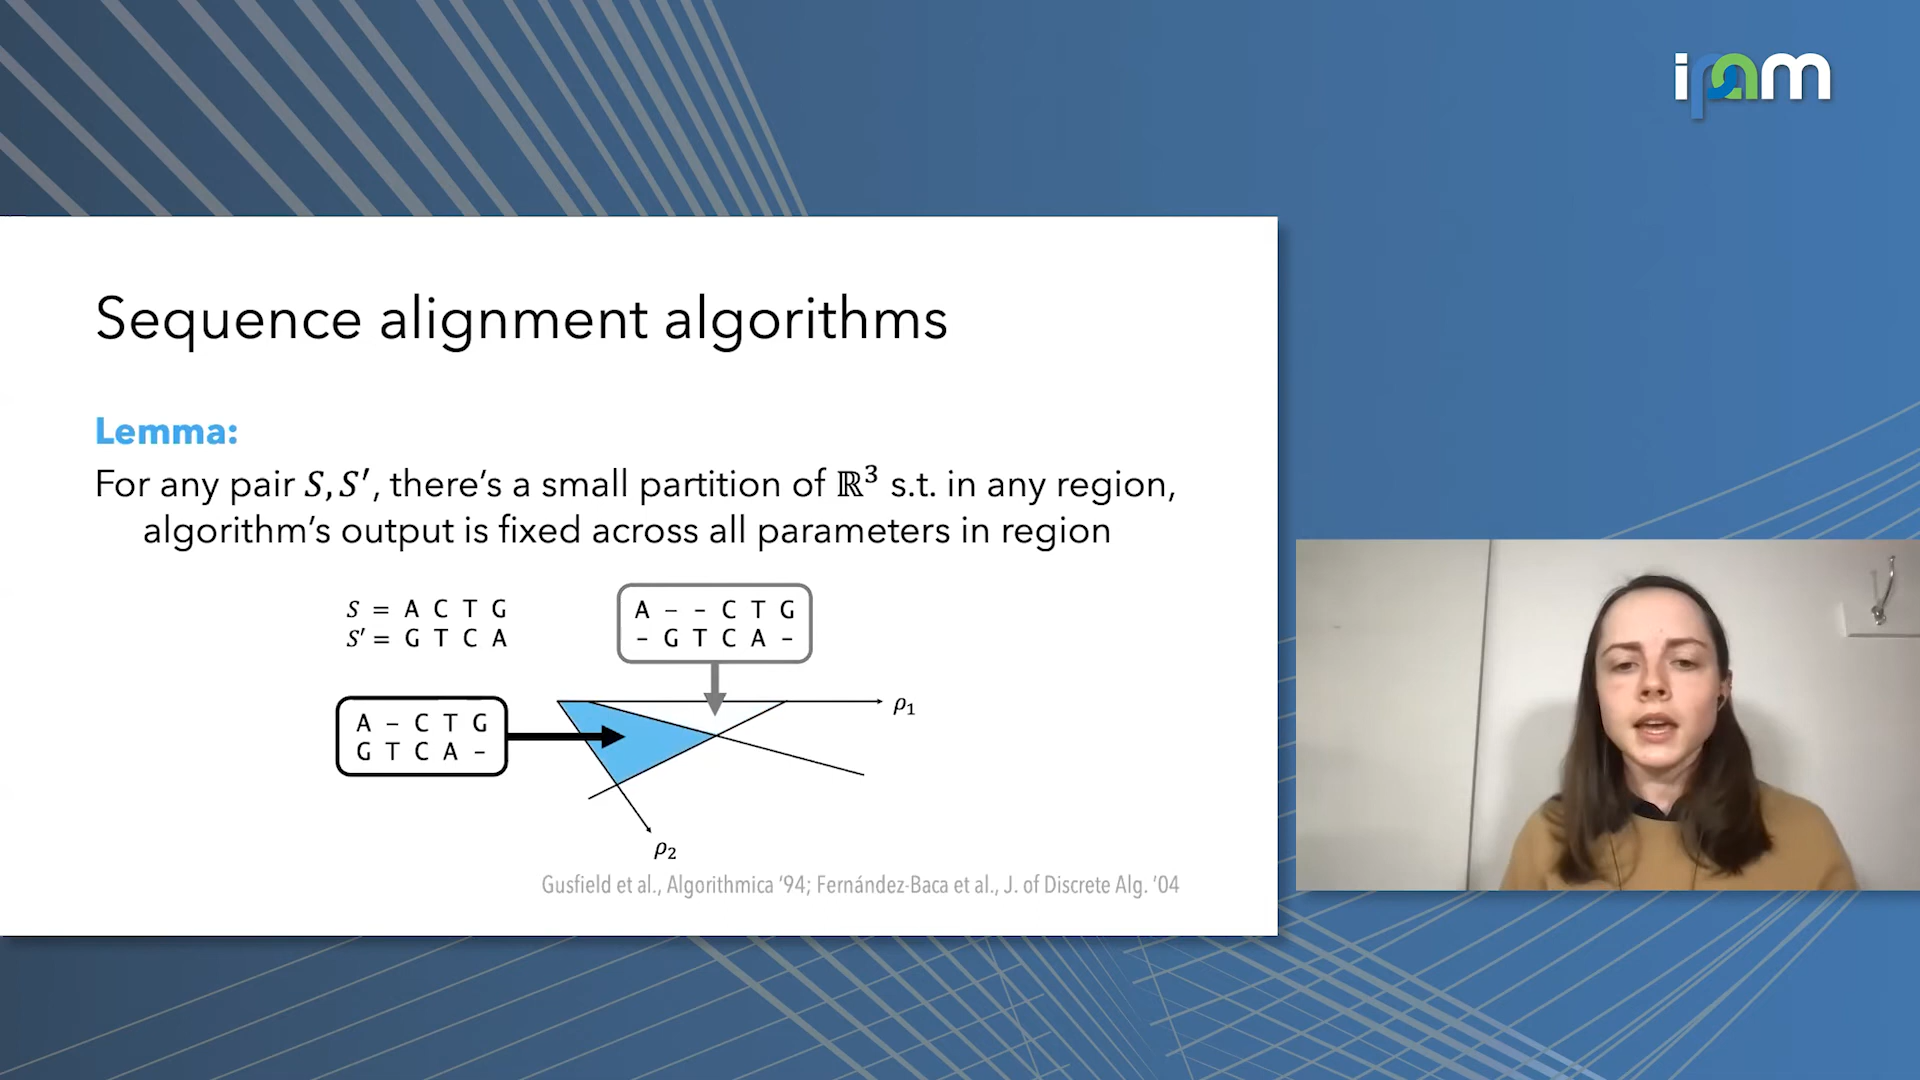 ipam
Sequence alignment algorithms
Lemma:
For any pair S, S′, there’s a small partition of ℝ³ s.t. in any region,
algorithm’s output is fixed across all parameters in region
S = A C T G
S′ = G T C A
A - - C T G
- G T C A -
A - C T G
G T C A -
ρ₁
ρ₂
Gusfield et al., Algorithmica ‘94; Fernández-Baca et al., J. of Discrete Alg. ’04